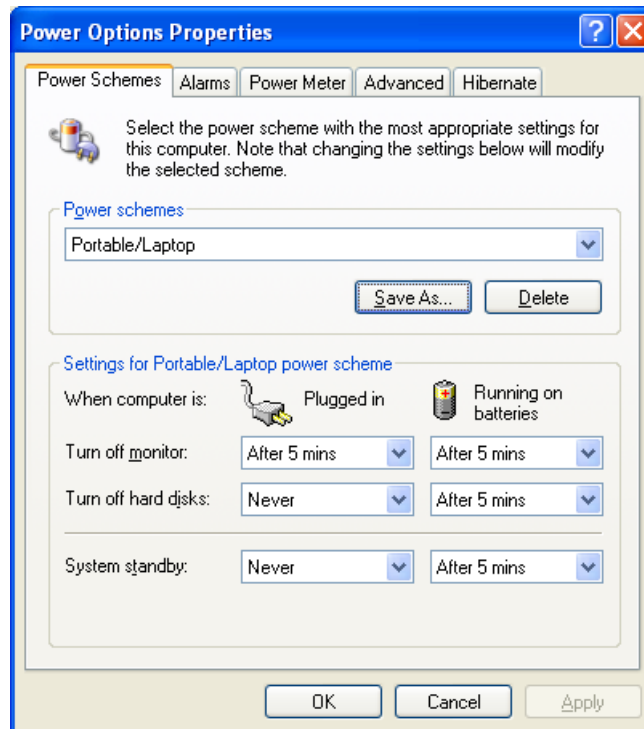 Power Options Properties
Power Schemes
Alarms
Power Meter
Advanced
Hibernate
Select the power scheme with the most appropriate settings for
this computer. Note that changing the settings below will modify
the selected scheme.
Power schemes
Portable/Laptop
Save As...
Delete
Settings for Portable/Laptop power scheme
When computer is:
Plugged in
Running on
batteries
Turn off monitor:
After 5 mins
After 5 mins
Turn off hard disks:
Never
After 5 mins
System standby:
Never
After 5 mins
OK
Cancel
Apply